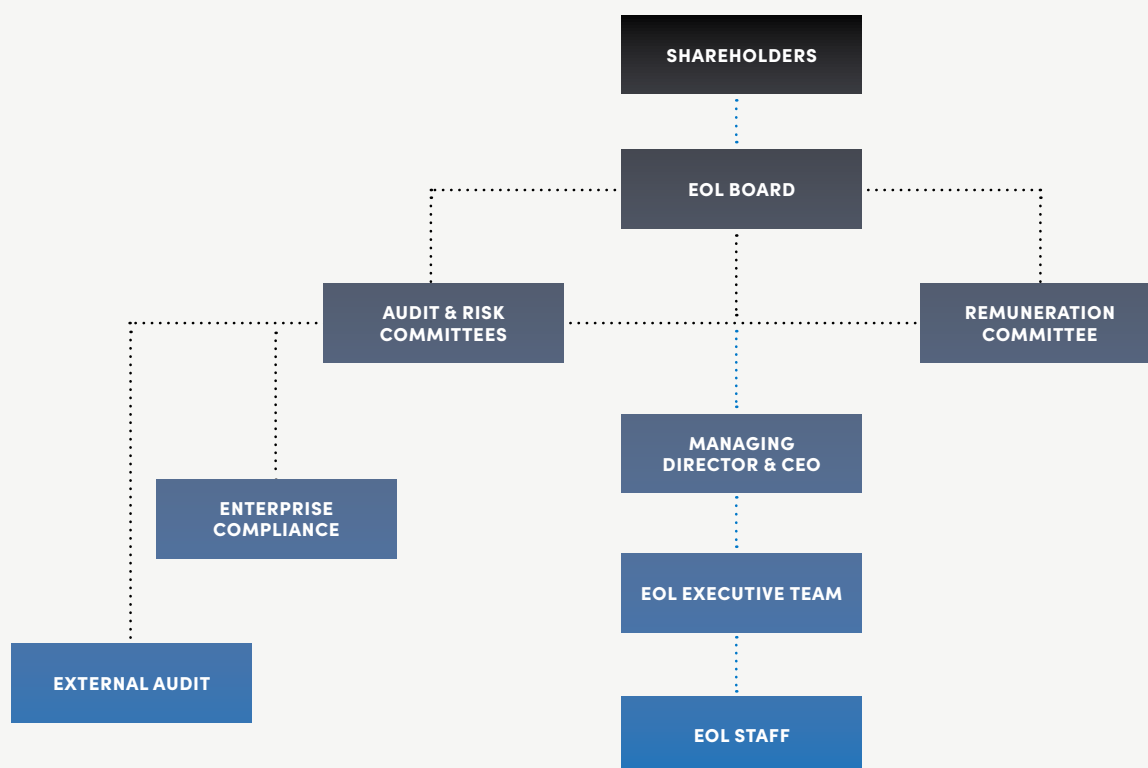 SHAREHOLDERS
EOL BOARD
AUDIT & RISK
COMMITTEES
REMUNERATION
COMMITTEE
MANAGING
DIRECTOR & CEO
ENTERPRISE
COMPLIANCE
EOL EXECUTIVE TEAM
EXTERNAL AUDIT
EOL STAFF